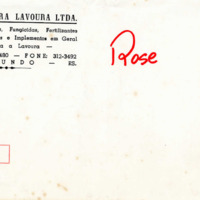 RA LAVOURA LTDA.
, Fungicidas, Fertilizantes
s e Implementos em Geral
a a Lavoura —
480 — FONE: 312-3492
UNDO — RS.
Rose